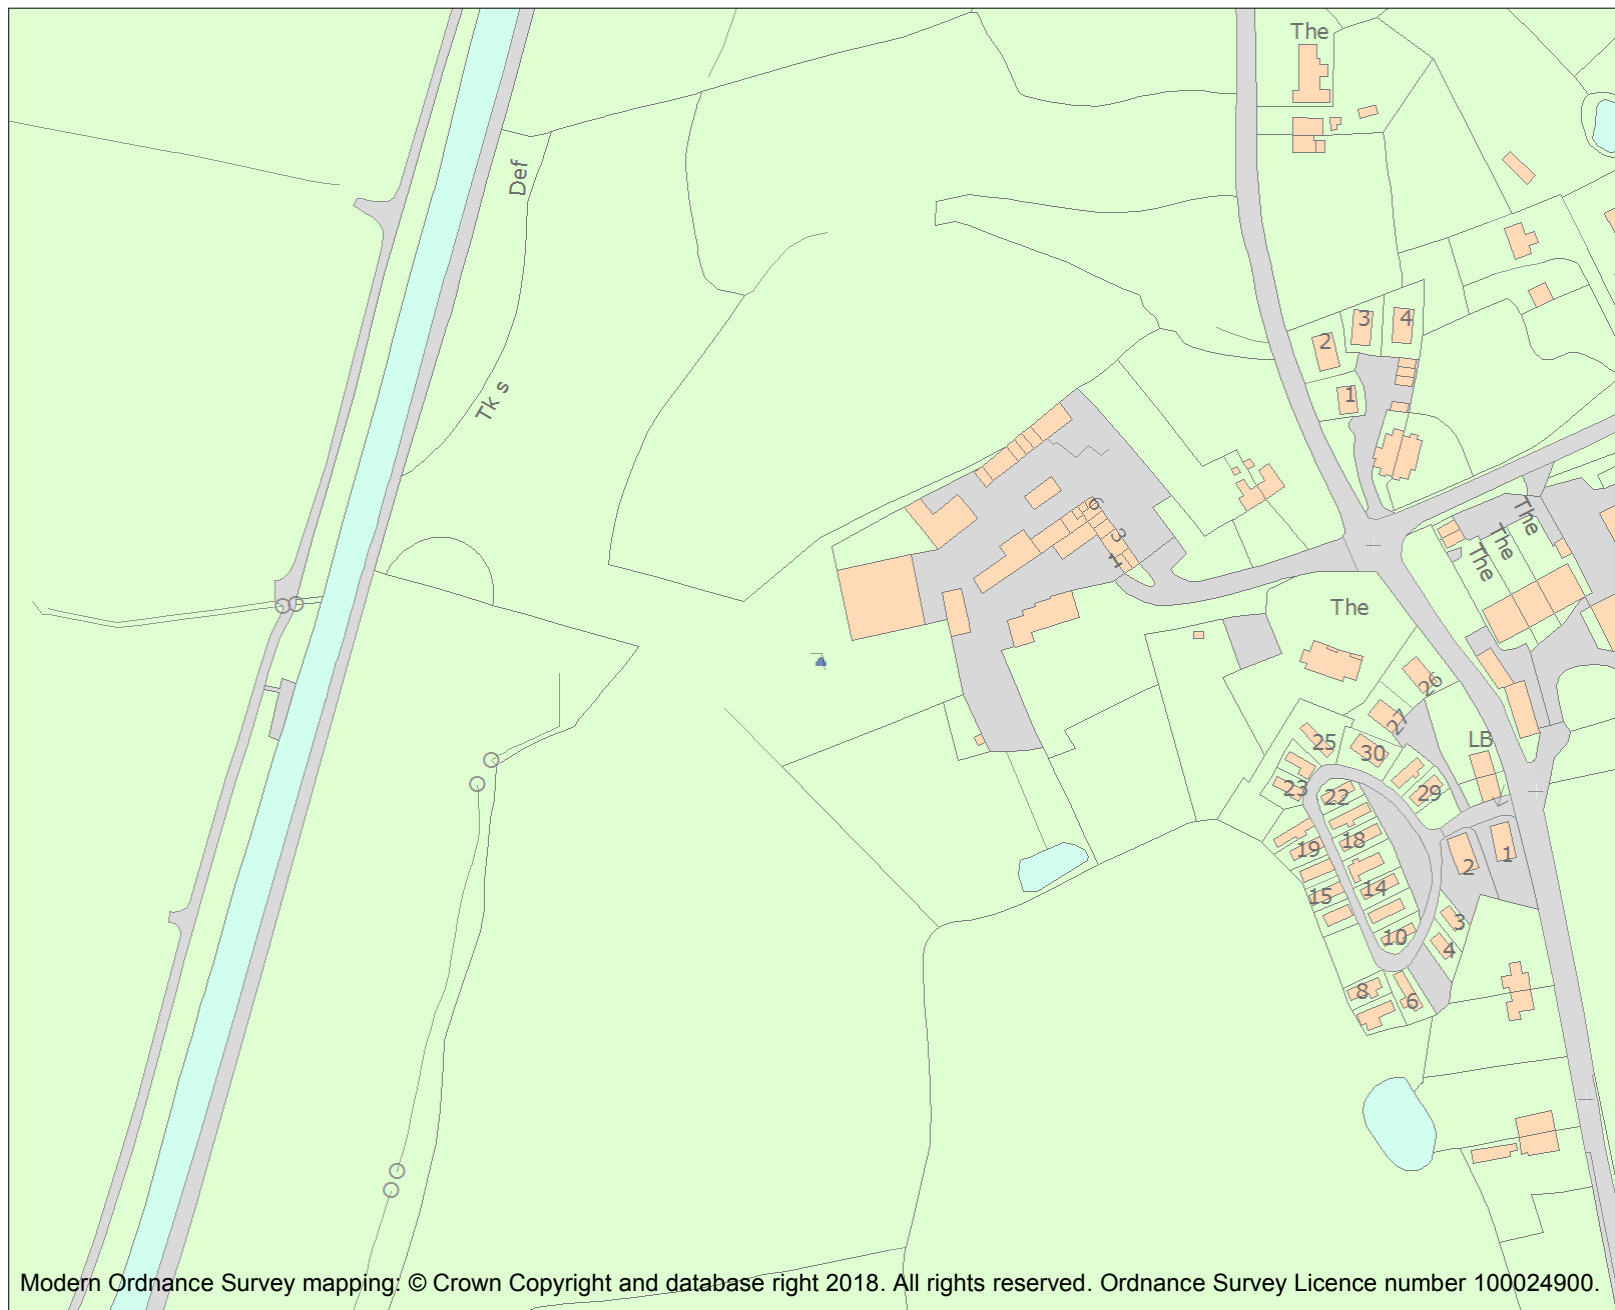 The
Def
3
4
2
1
Tk s
6
3
1
The
The
The
The
26
27
LB
25
30
23
22
29
18
19
2
1
14
15
3
10
4
8
6
Modern Ordnance Survey mapping: © Crown Copyright and database right 2018. All rights reserved. Ordnance Survey Licence number 100024900.